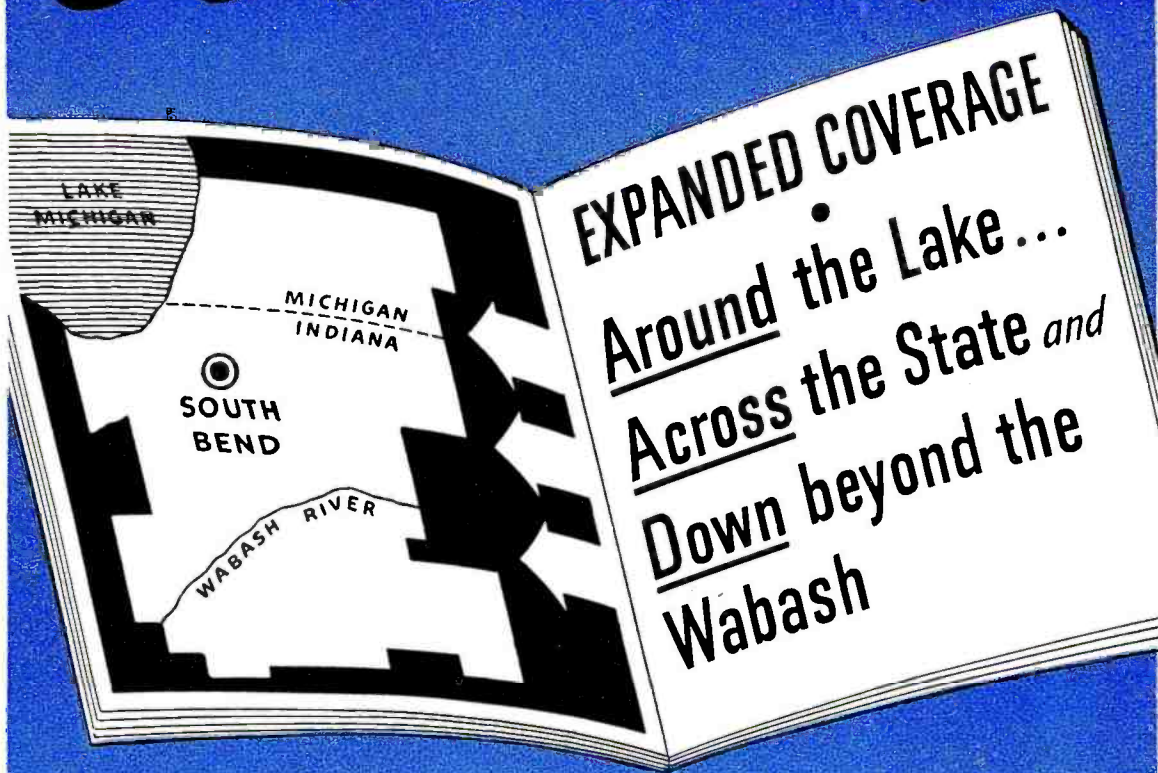 LAKE
MICHIGAN
MICHIGAN
INDIANA
SOUTH
BEND
WABASH RIVER
EXPANDED COVERAGE
•
Around the Lake...
Across the State and
Down beyond the
Wabash